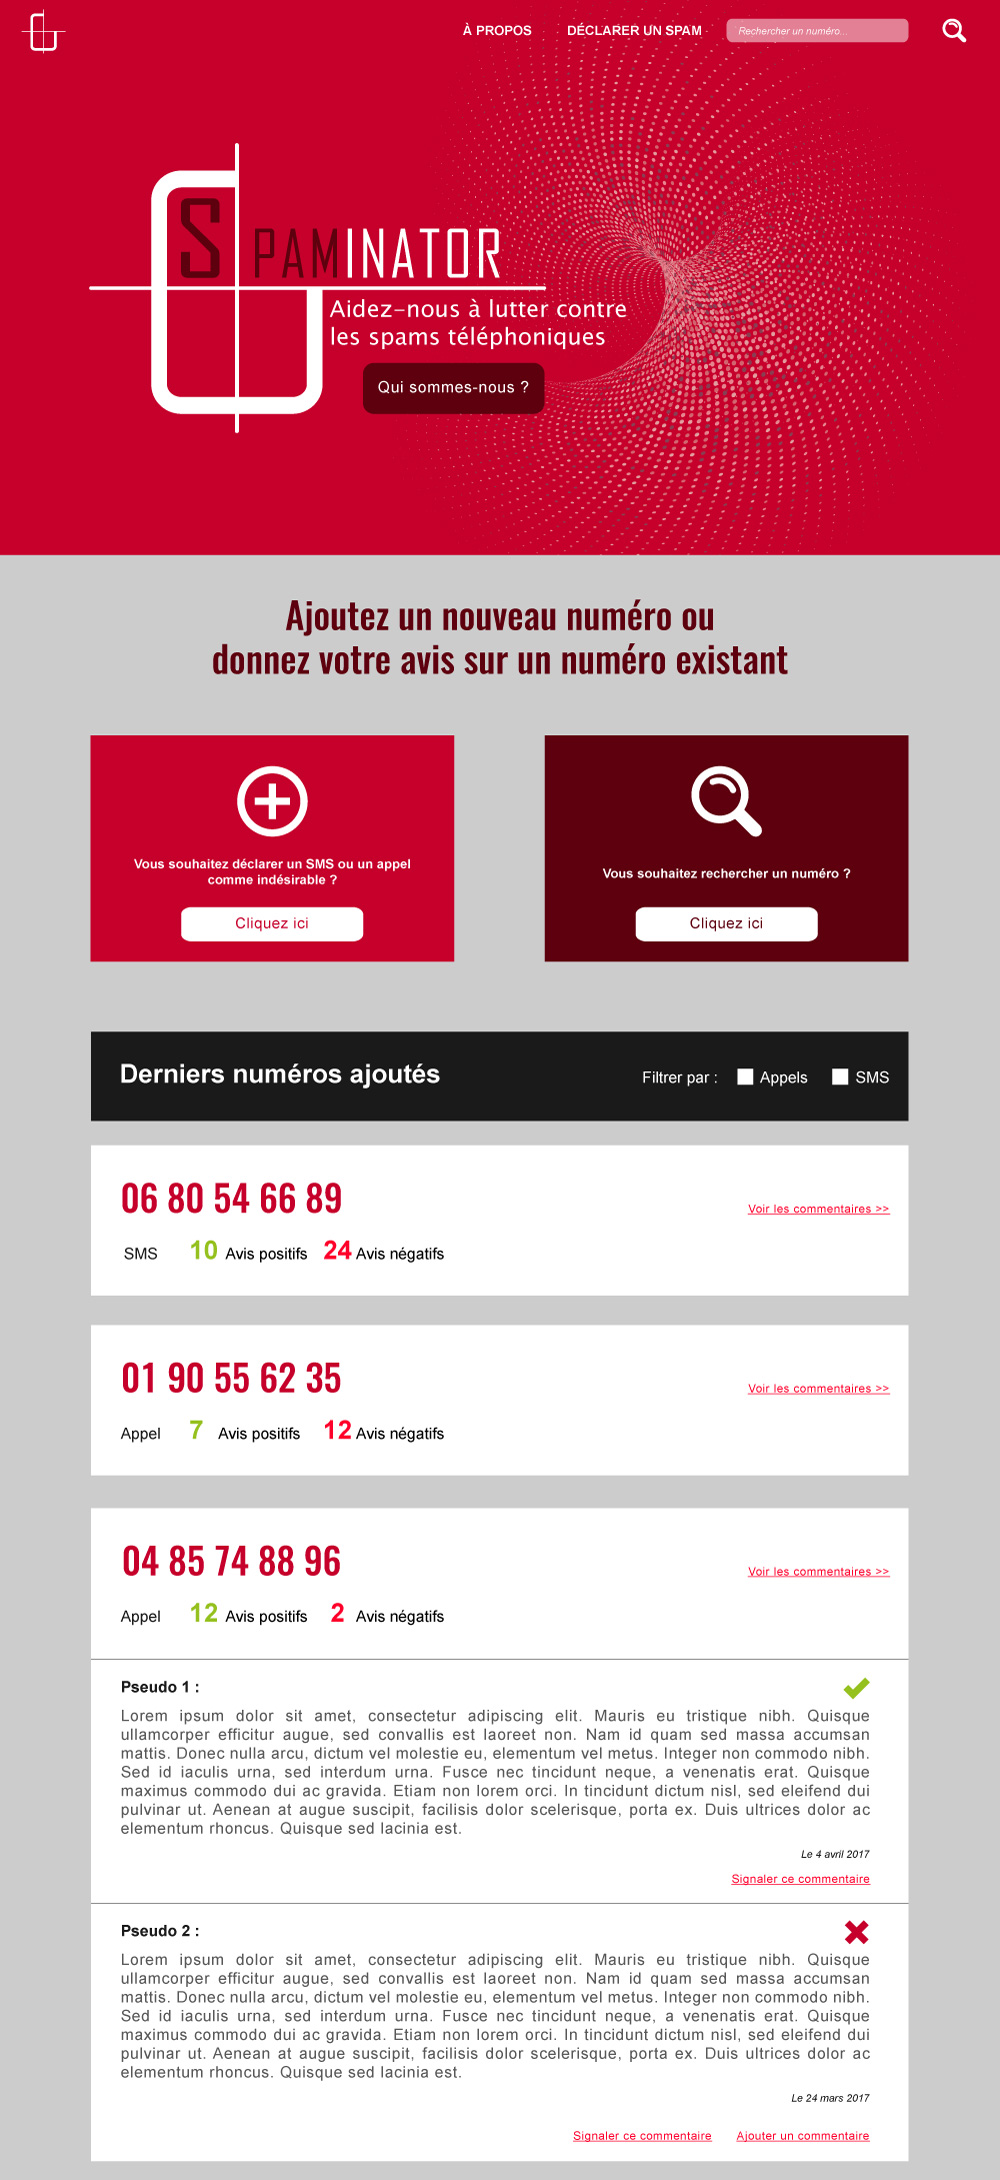 À PROPOS DÉCLARER UN SPAM Rechercher un numéro...
SPAMINATOR
Aidez-nous à lutter contre
les spams téléphoniques
Qui sommes-nous ?
Ajoutez un nouveau numéro ou
donnez votre avis sur un numéro existant
Vous souhaitez déclarer un SMS ou un appel
comme indésirable ?
Cliquez ici
Vous souhaitez rechercher un numéro ?
Cliquez ici
Derniers numéros ajoutés Filtrer par : Appels SMS
06 80 54 66 89
Voir les commentaires >>
SMS 10 Avis positifs 24 Avis négatifs
01 90 55 62 35
Voir les commentaires >>
Appel 7 Avis positifs 12 Avis négatifs
04 85 74 88 96
Voir les commentaires >>
Appel 12 Avis positifs 2 Avis négatifs
Pseudo 1 :
Lorem ipsum dolor sit amet, consectetur adipiscing elit. Mauris eu tristique nibh. Quisque
ullamcorper efficitur augue, sed convallis est laoreet non. Nam id quam sed massa accumsan
mattis. Donec nulla arcu, dictum vel molestie eu, elementum vel metus. Integer non commodo nibh.
Sed id iaculis urna, sed interdum urna. Fusce nec tincidunt neque, a venenatis erat. Quisque
maximus commodo dui ac gravida. Etiam non lorem orci. In tincidunt dictum nisl, sed eleifend dui
pulvinar ut. Aenean at augue suscipit, facilisis dolor scelerisque, porta ex. Duis ultrices dolor ac
elementum rhoncus. Quisque sed lacinia est.
Le 4 avril 2017
Signaler ce commentaire
Pseudo 2 :
Lorem ipsum dolor sit amet, consectetur adipiscing elit. Mauris eu tristique nibh. Quisque
ullamcorper efficitur augue, sed convallis est laoreet non. Nam id quam sed massa accumsan
mattis. Donec nulla arcu, dictum vel molestie eu, elementum vel metus. Integer non commodo nibh.
Sed id iaculis urna, sed interdum urna. Fusce nec tincidunt neque, a venenatis erat. Quisque
maximus commodo dui ac gravida. Etiam non lorem orci. In tincidunt dictum nisl, sed eleifend dui
pulvinar ut. Aenean at augue suscipit, facilisis dolor scelerisque, porta ex. Duis ultrices dolor ac
elementum rhoncus. Quisque sed lacinia est.
Le 24 mars 2017
Signaler ce commentaire Ajouter un commentaire